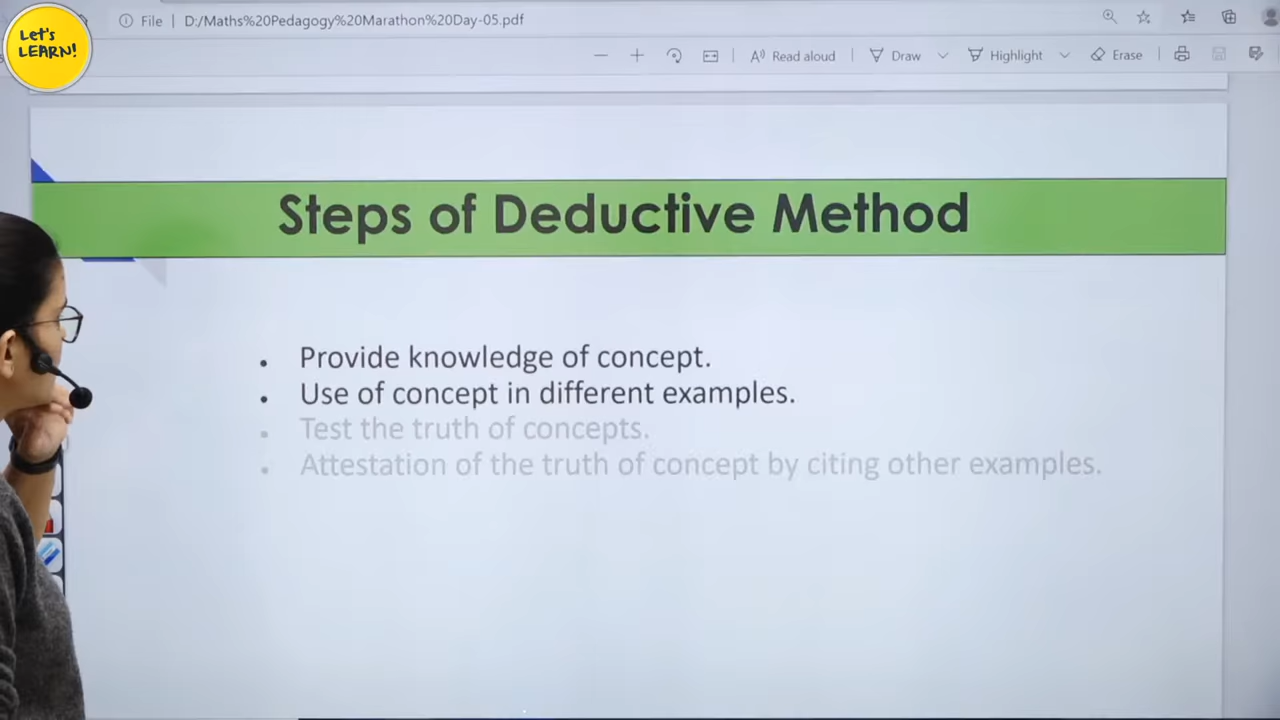 Let's
LEARN!
File | D:/Maths%20Pedagogy%20Marathon%20Day-05.pdf
Read aloud
Draw
Highlight
Erase
Steps of Deductive Method
• Provide knowledge of concept.
• Use of concept in different examples.
• Test the truth of concepts.
• Attestation of the truth of concept by citing other examples.